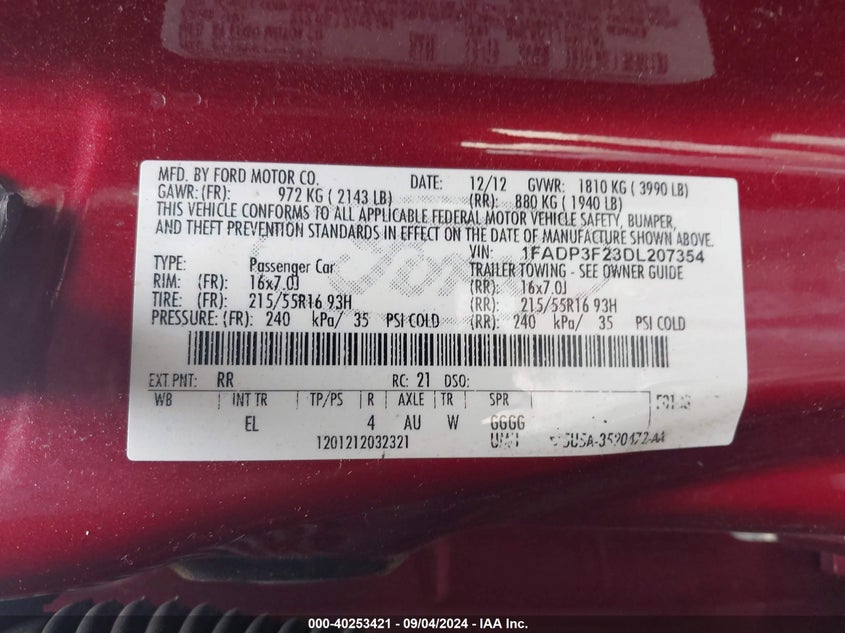 MFD. BY FORD MOTOR CO. DATE: 12/12 GVWR: 1810 KG ( 3990 LB)
GAWR: (FR): 972 KG ( 2143 LB) (RR): 880 KG ( 1940 LB)
THIS VEHICLE CONFORMS TO ALL APPLICABLE FEDERAL MOTOR VEHICLE SAFETY, BUMPER,
AND THEFT PREVENTION STANDARDS IN EFFECT ON THE DATE OF MANUFACTURE SHOWN ABOVE.
VIN: 1FADP3F23DL207354
TYPE: Passenger Car TRAILER TOWING - SEE OWNER GUIDE
RIM: (FR): 16x7.0J (RR): 16x7.0J
TIRE: (FR): 215/55R16 93H (RR): 215/55R16 93H
PRESSURE: (FR): 240 kPa/ 35 PSI COLD (RR): 240 kPa/ 35 PSI COLD
EXT PNT: RR RC: 21 DSO:
WB INT TR TP/PS R AXLE TR SPR
EL 4 AU W GGGG
1201212032321
000-40253421 - 09/04/2024 - IAA Inc.